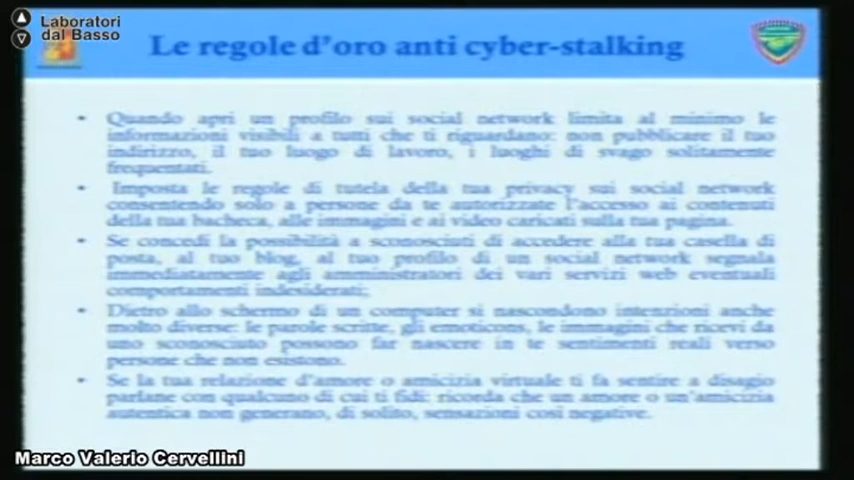 Laboratori
dal Basso
Le regole d'oro anti cyber-stalking
• Quando apri un profilo sui social network limita al minimo le
informazioni visibili a tutti che ti riguardano: non pubblicare il tuo
indirizzo, il tuo luogo di lavoro, i luoghi di svago solitamente
frequentati.
• Imposta le regole di tutela della tua privacy sui social network
consentendo solo a persone da te autorizzate l'accesso ai contenuti
della tua bacheca, alle immagini e ai video caricati sulla tua pagina.
• Se concedi la possibilità a sconosciuti di accedere alla tua casella di
posta, al tuo blog, al tuo profilo di un social network segnala
immediatamente agli amministratori dei vari servizi web eventuali
comportamenti indesiderati;
• Dietro allo schermo di un computer si nascondono intenzioni anche
molto diverse: le parole scritte, gli emoticons, le immagini che ricevi da
uno sconosciuto possono far nascere in te sentimenti reali verso
persone che non esistono.
• Se la tua relazione d'amore o amicizia virtuale ti fa sentire a disagio
parlane con qualcuno di cui ti fidi: ricorda che un amore o un'amicizia
autentica non generano, di solito, sensazioni così negative.
Marco Valerio Cervellini